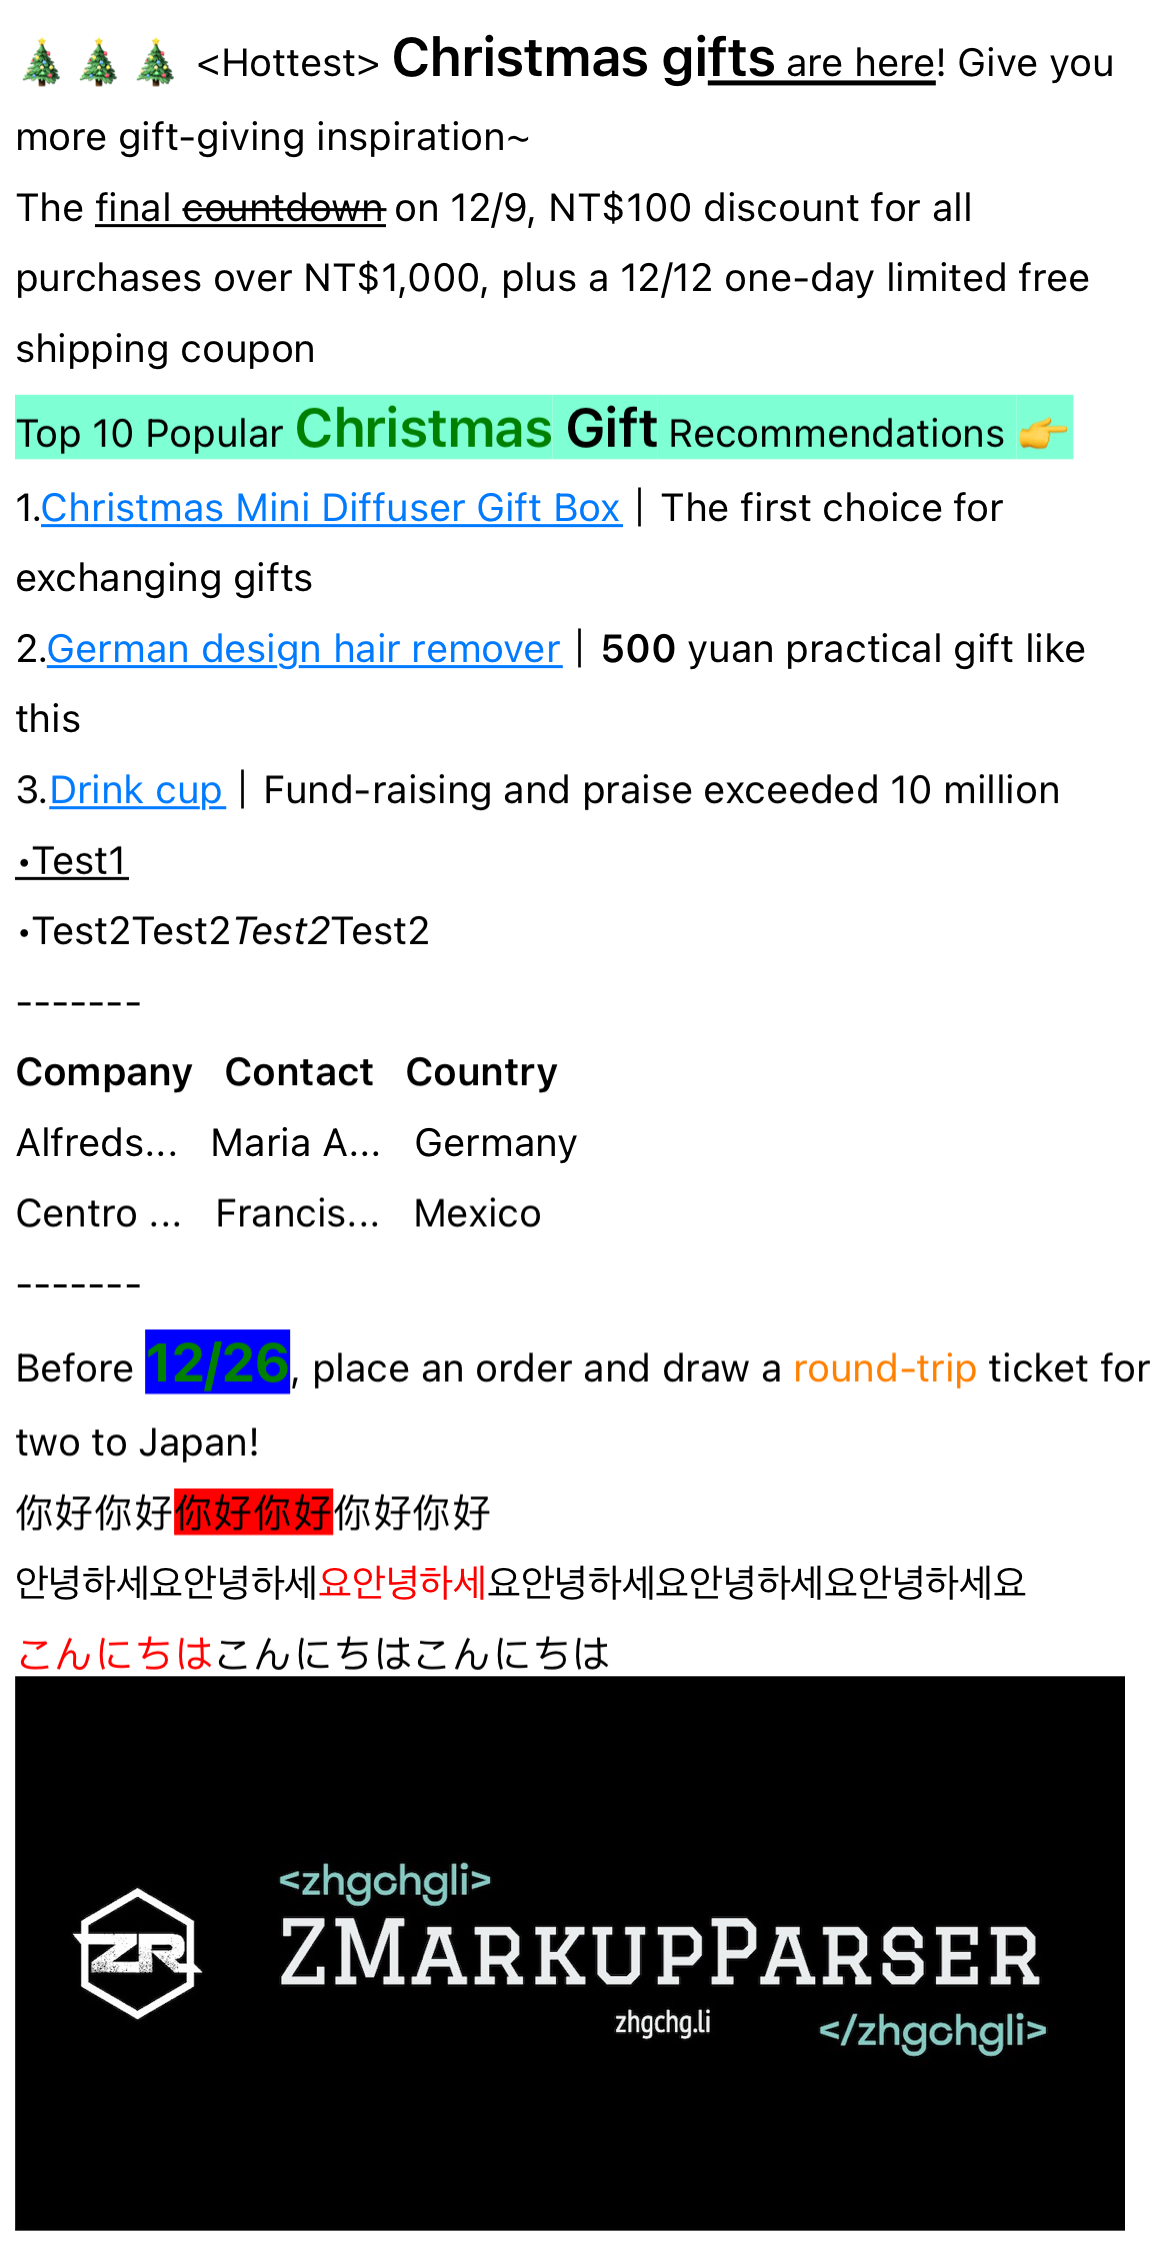 🎄🎄🎄 <Hottest> Christmas gifts are here! Give you
more gift-giving inspiration~
The final countdown on 12/9, NT$100 discount for all
purchases over NT$1,000, plus a 12/12 one-day limited free
shipping coupon
Top 10 Popular Christmas Gift Recommendations 👉
1.Christmas Mini Diffuser Gift Box｜The first choice for
exchanging gifts
2.German design hair remover｜500 yuan practical gift like
this
3.Drink cup｜Fund-raising and praise exceeded 10 million
•Test1
•Test2Test2Test2Test2
-------
Company Contact Country
Alfreds... Maria A... Germany
Centro ... Francis... Mexico
-------
Before 12/26, place an order and draw a round-trip ticket for
two to Japan!
你好你好你好你好你好你好
안녕하세요안녕하세요안녕하세요안녕하세요안녕하세요안녕하세요
こんにちはこんにちはこんにちは
<zhgchgli>
ZR
ZMarkupParser
zhgchg.li
</zhgchgli>